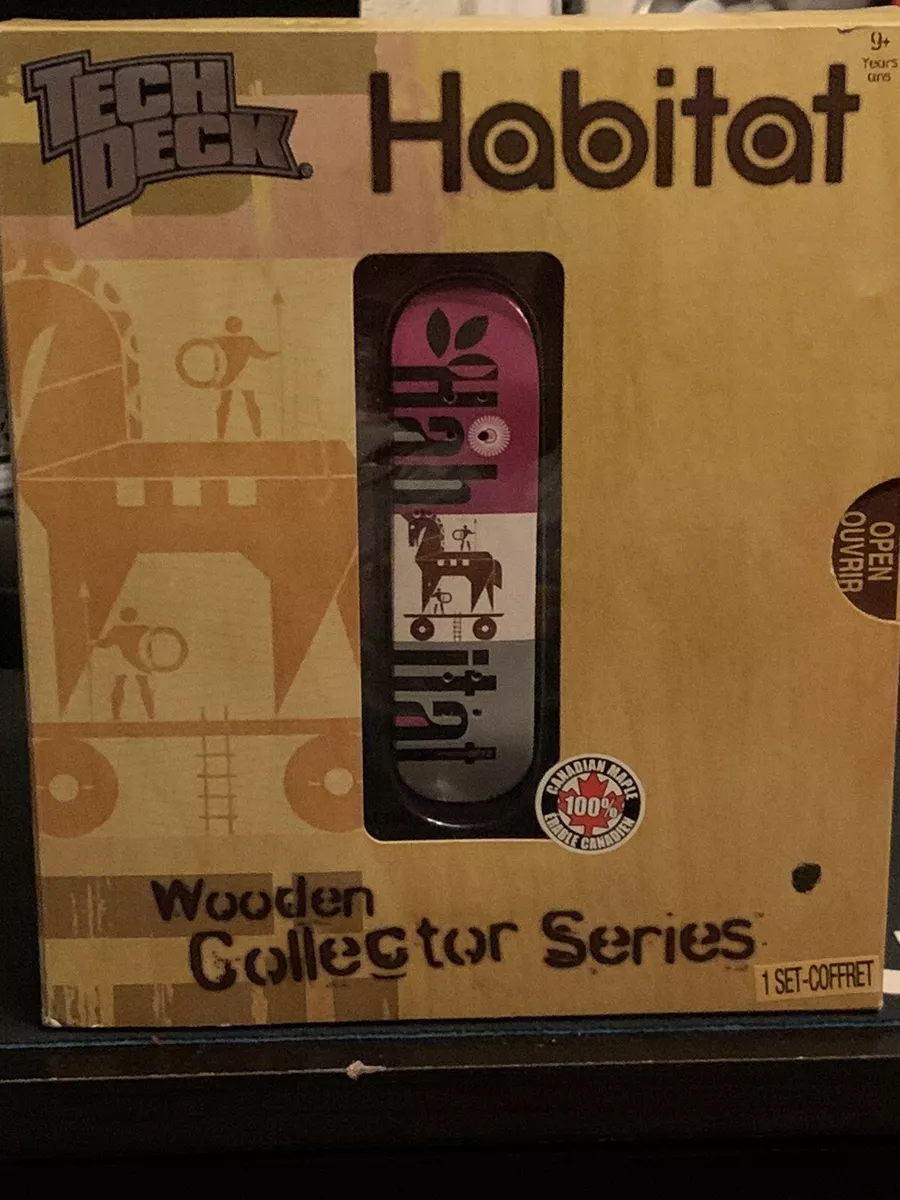 TECH
DECK
Habitat
9+
Years
ans
Habitat
OPEN
OUVRIR
CANADIAN MAPLE
100%
ÉRABLE CANADIEN
Wooden
Collector Series™
1 SET-COFFRET